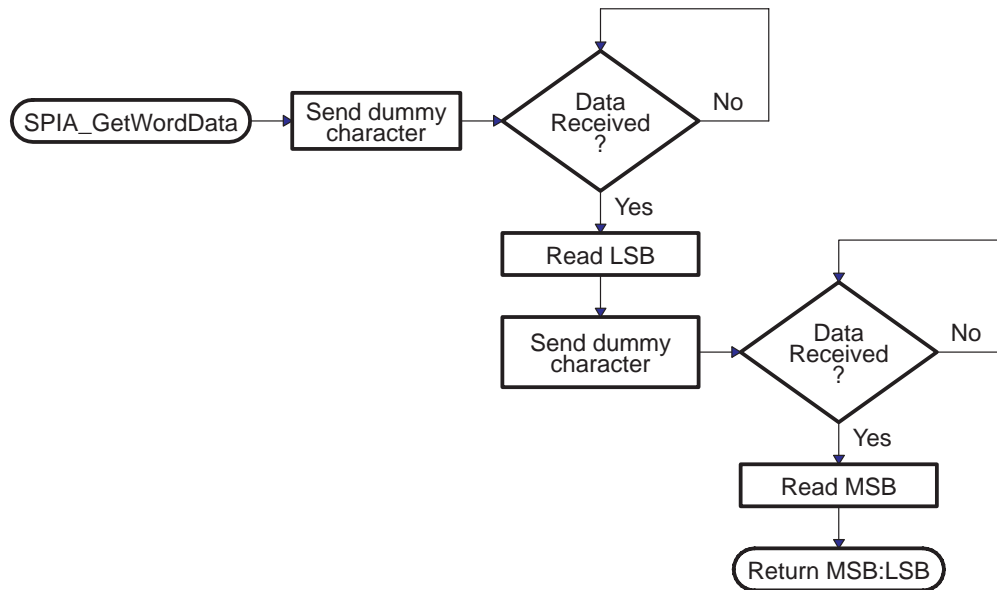 SPIA_GetWordData
Send dummy
character
Data
Received
?
No
Yes
Read LSB
Send dummy
character
Data
Received
?
No
Yes
Read MSB
Return MSB:LSB